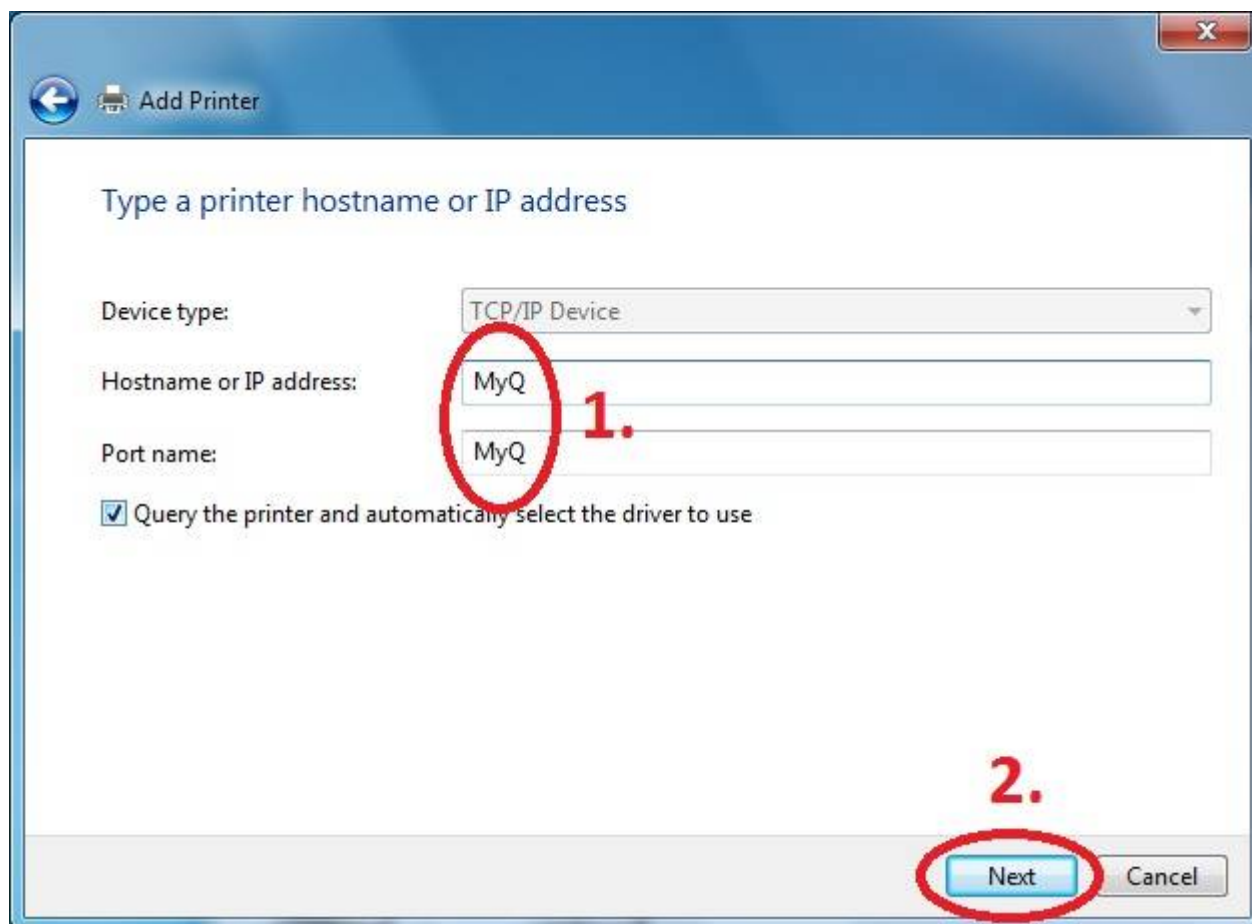 x
Add Printer
Type a printer hostname or IP address
Device type: TCP/IP Device
Hostname or IP address: MyQ
1.
Port name: MyQ
Query the printer and automatically select the driver to use
2.
Next Cancel